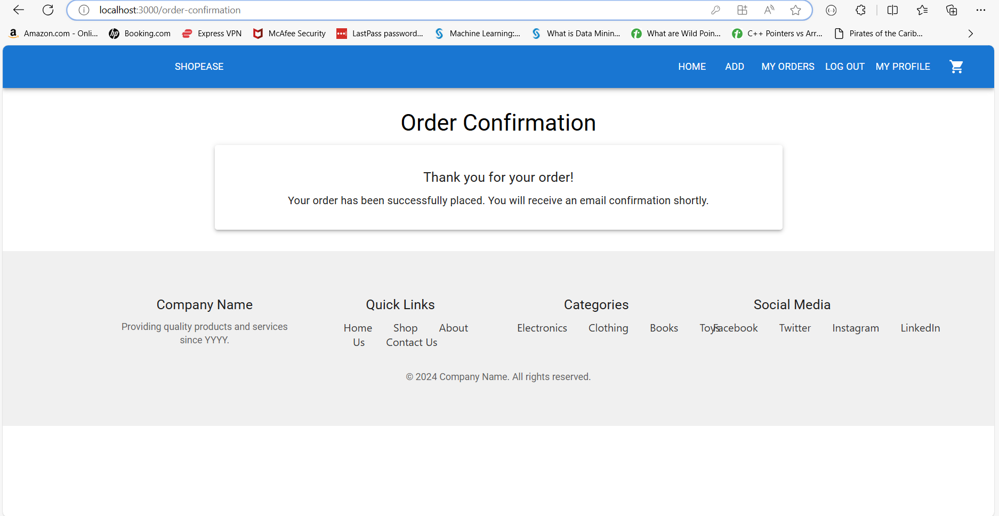 localhost:3000/order-confirmation
Amazon.com - Onli... Booking.com Express VPN McAfee Security LastPass password... Machine Learning:... What is Data Minin... What are Wild Poin... C++ Pointers vs Arr... Pirates of the Carib...
SHOPEASE HOME ADD MY ORDERS LOG OUT MY PROFILE
Order Confirmation
Thank you for your order!
Your order has been successfully placed. You will receive an email confirmation shortly.
Company Name
Providing quality products and services
since YYYY.
Quick Links
Home Shop About
Us Contact Us
Categories
Electronics Clothing Books Toys
Social Media
Facebook Twitter Instagram LinkedIn
© 2024 Company Name. All rights reserved.